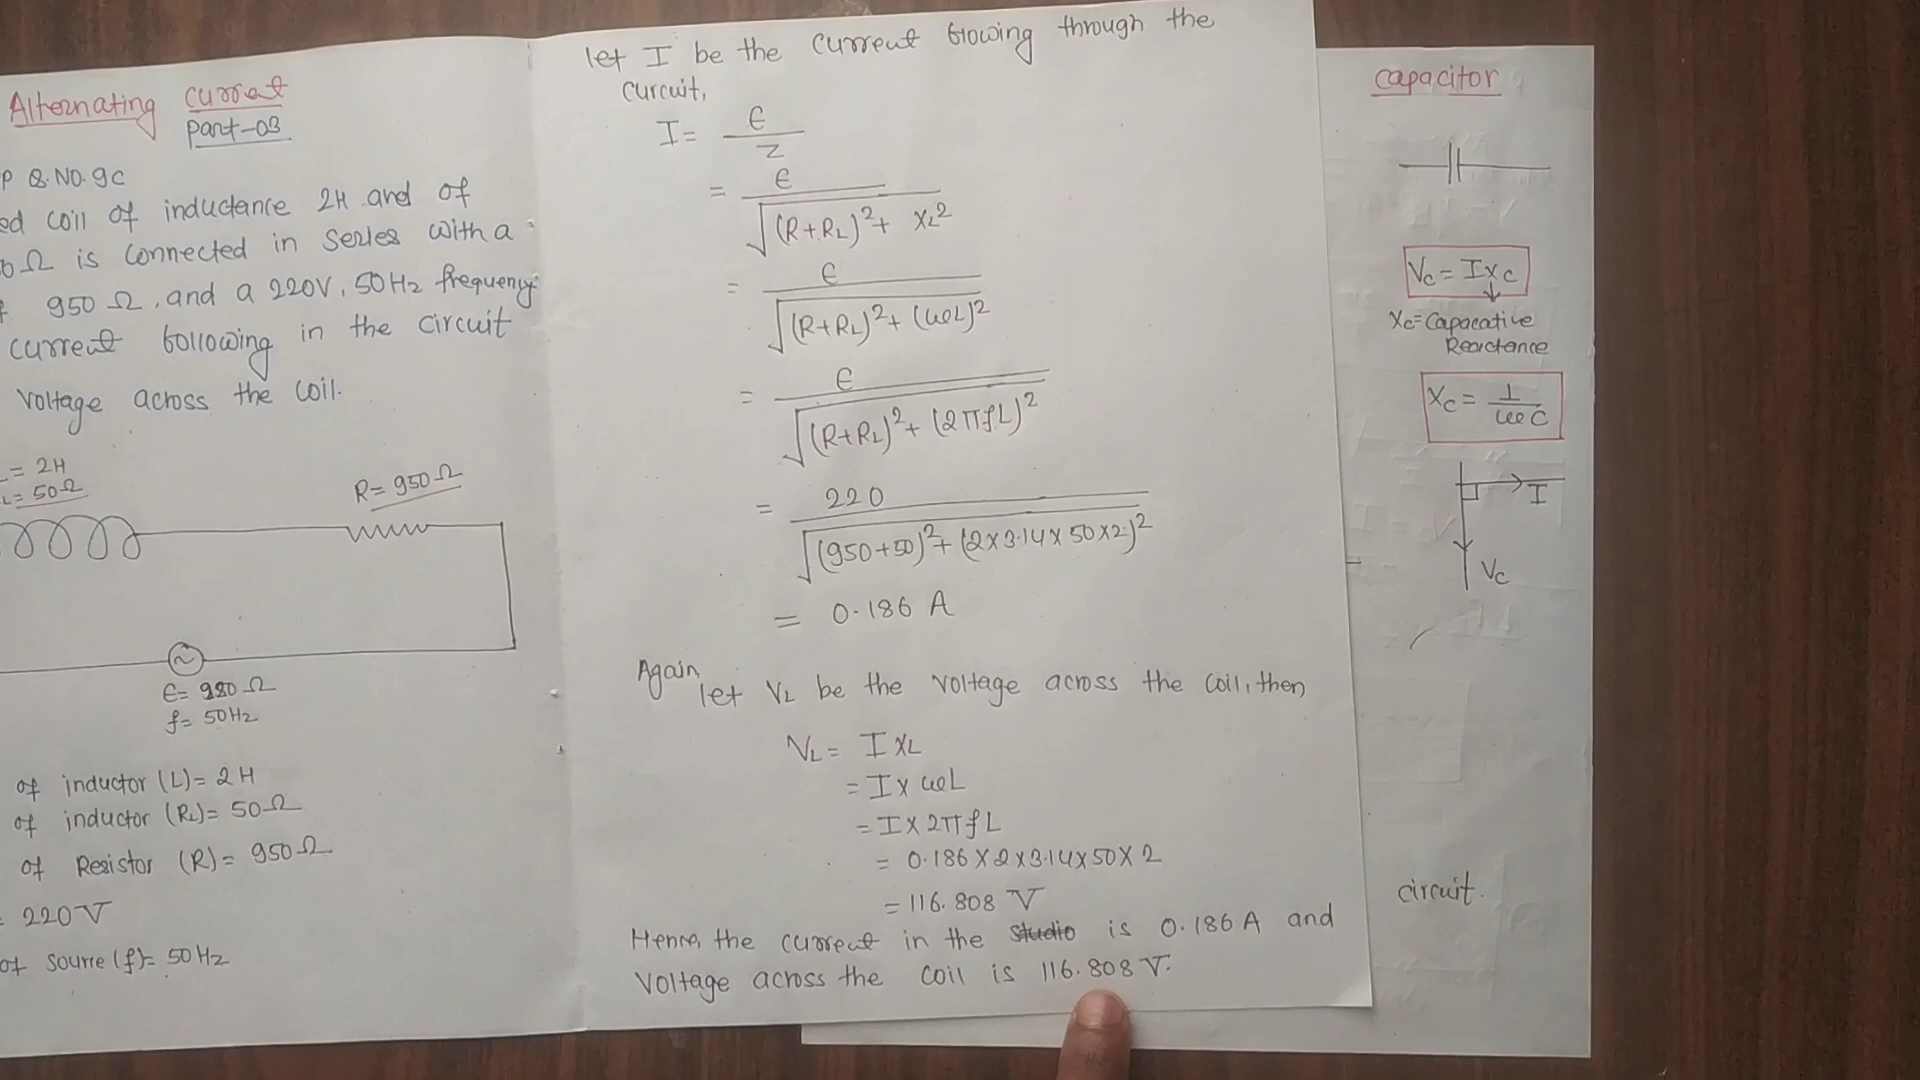 Alternating current
part-03
P Q.NO.9c
ed coil of inductance 2H and of
0 Ω is connected in series with a
950 Ω, and a 220V, 50Hz frequency
current following in the circuit
voltage across the coil.
= 2H
= 50Ω
R= 950Ω
ϵ= 220Ω
f= 50Hz
of inductor (L)= 2H
of inductor (RL)= 50Ω
of Resistor (R)= 950Ω
= 220V
of sourre (f)= 50Hz
let I be the current flowing through the
curcuit,
I= ϵ / Z
= ϵ / √(R+RL)²+ XL²
= ϵ / √(R+RL)²+ (ωL)²
= ϵ / √(R+RL)²+ (2πfL)²
= 220 / √(950+50)²+ (2×3.14×50×2)²
= 0.186 A
Again,
let VL be the voltage across the coil, then
VL= IXL
= I× ωL
= I× 2πfL
= 0.186×2×3.14×50×2
= 116.808 V
Hence, the current in the studio is 0.186A and
voltage across the coil is 116.808 V.
capacitor
Vc= IXc
Xc= Capacative
Reactance
Xc= 1 / ωC
I
Vc
circuit.